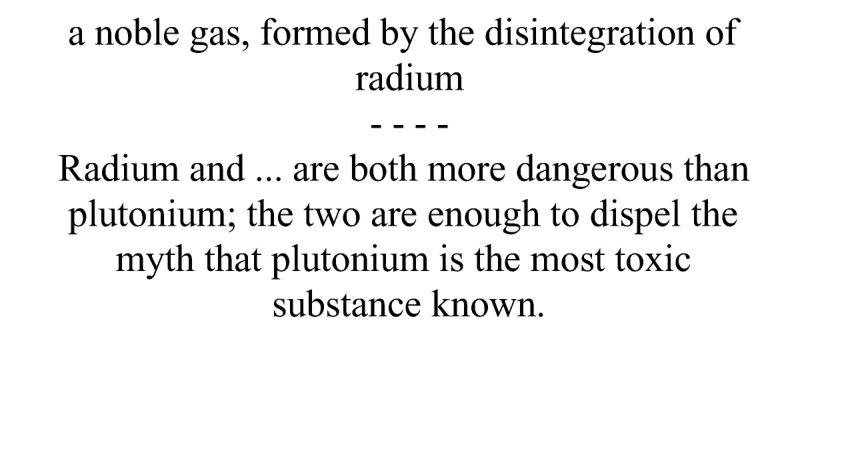 a noble gas, formed by the disintegration of
radium
- - - -
Radium and ... are both more dangerous than
plutonium; the two are enough to dispel the
myth that plutonium is the most toxic
substance known.